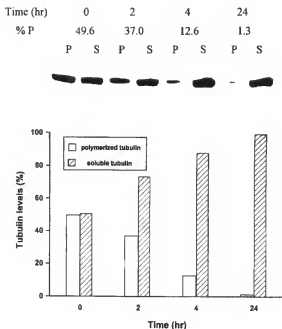 Time (hr) 0 2 4 24
% P 49.6 37.0 12.6 1.3
P S P S P S P S
100
80
60
40
20
0
Tubulin levels (%)
polymerized tubulin
soluble tubulin
0 2 4 24
Time (hr)